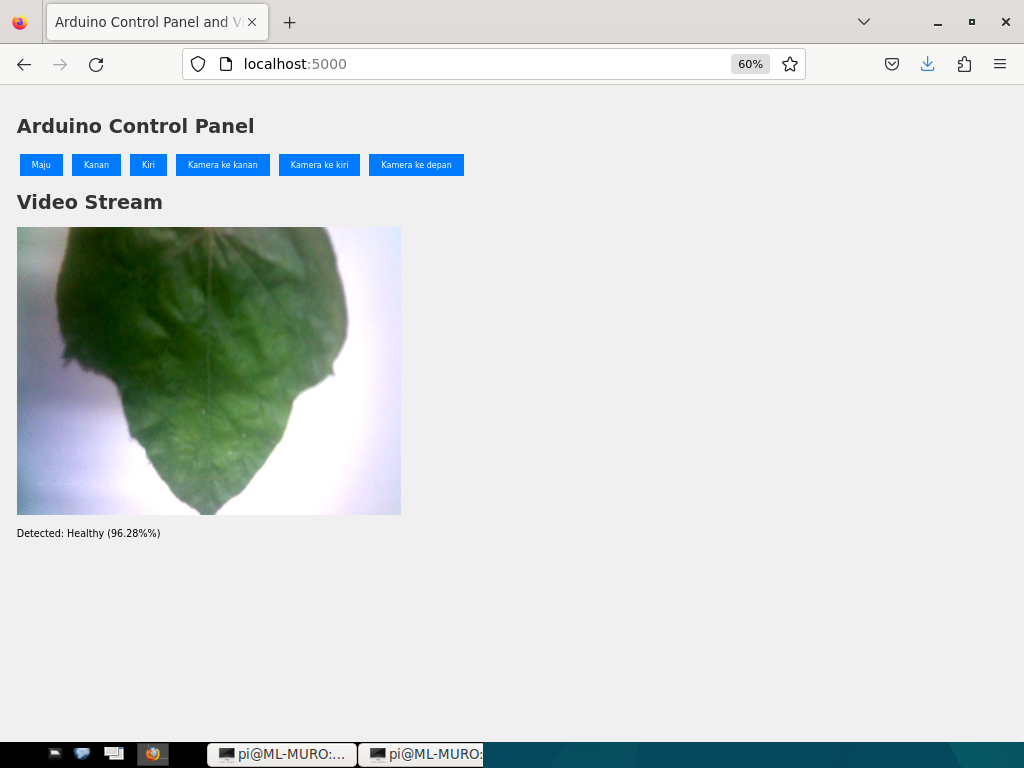 Arduino Control Panel and Vi
localhost:5000
60%
Arduino Control Panel
Maju Kanan Kiri Kamera ke kanan Kamera ke kiri Kamera ke depan
Video Stream
Detected: Healthy (96.28%%)
pi@ML-MURO:... pi@ML-MURO: